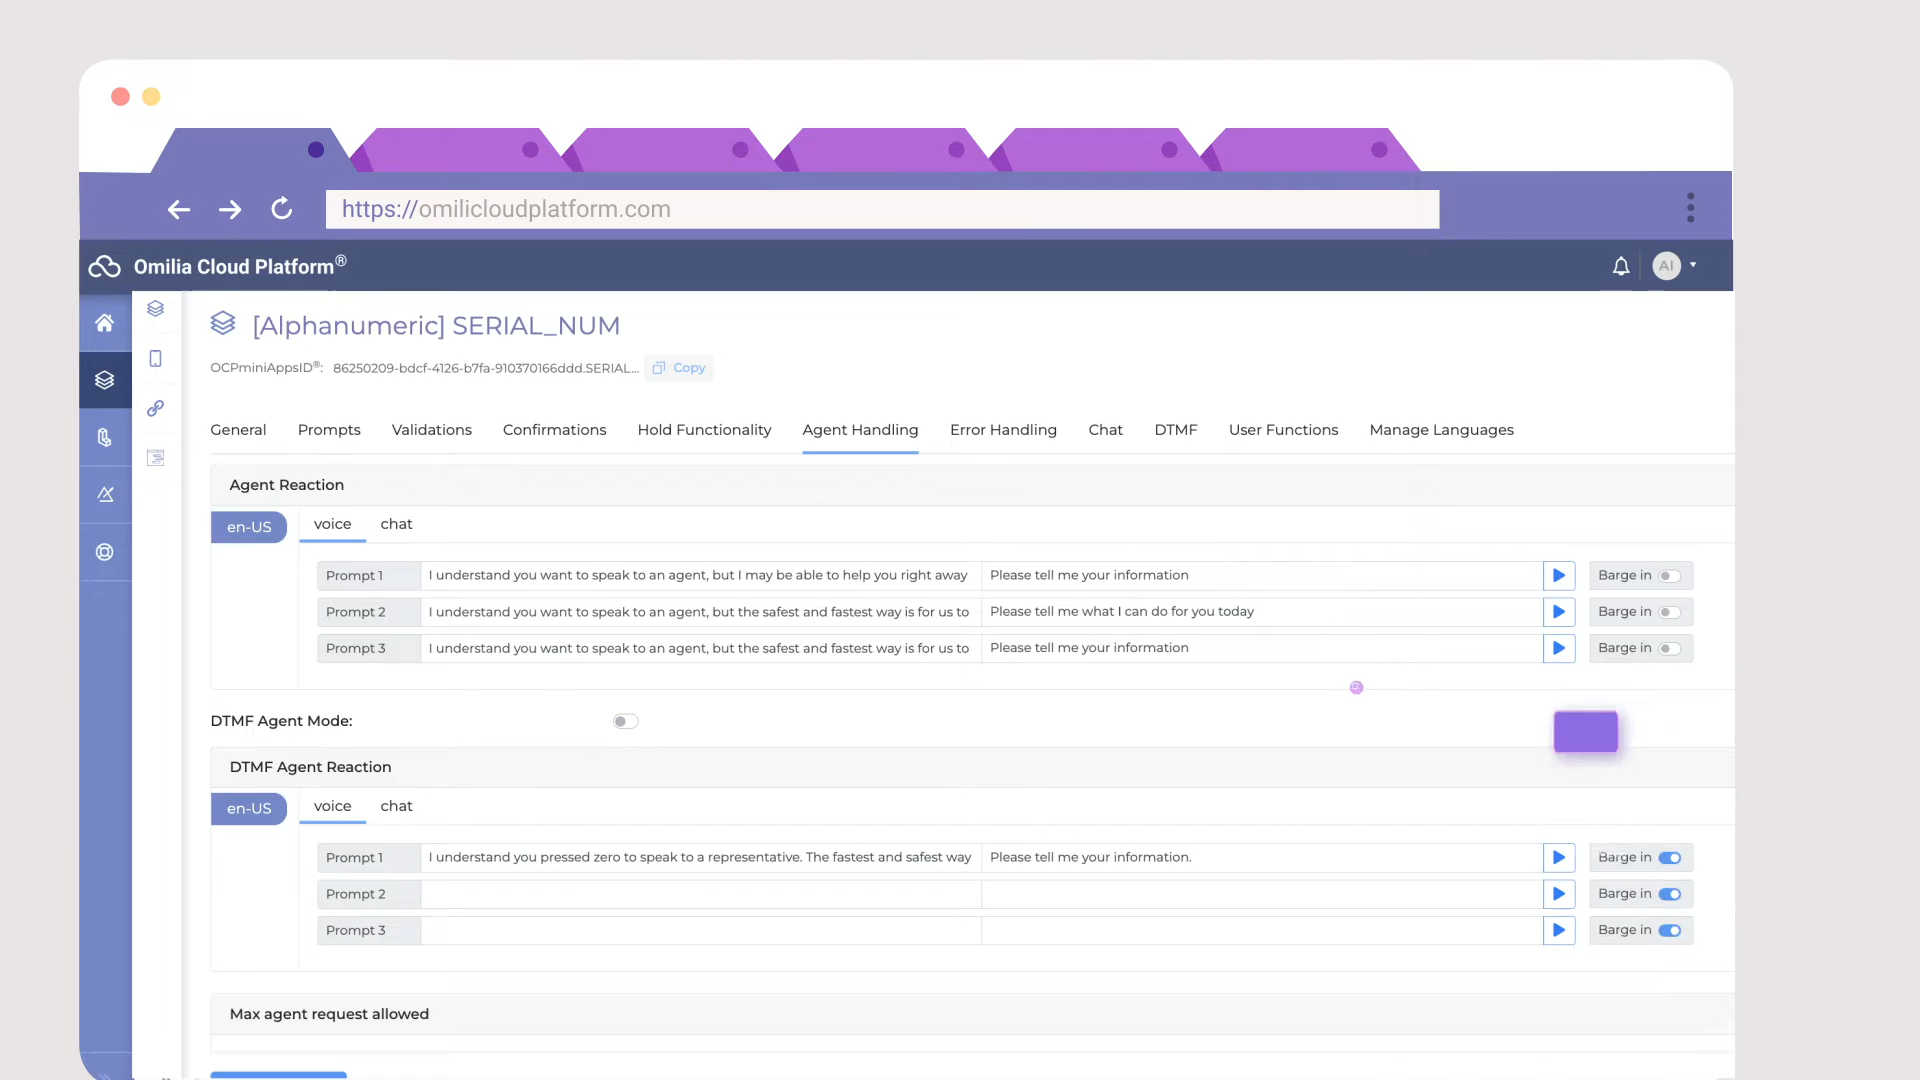 https://omilicloudplatform.com
Omilia Cloud Platform®
AI
[Alphanumeric] SERIAL_NUM
OCPminiAppsID®: 86250209-bdcf-4126-b7fa-910370166ddd.SERIAL... Copy
General Prompts Validations Confirmations Hold Functionality Agent Handling Error Handling Chat DTMF User Functions Manage Languages
Agent Reaction
en-US voice chat
Prompt 1 I understand you want to speak to an agent, but I may be able to help you right away Please tell me your information Barge in
Prompt 2 I understand you want to speak to an agent, but the safest and fastest way is for us to Please tell me what I can do for you today Barge in
Prompt 3 I understand you want to speak to an agent, but the safest and fastest way is for us to Please tell me your information Barge in
DTMF Agent Mode:
DTMF Agent Reaction
en-US voice chat
Prompt 1 I understand you pressed zero to speak to a representative. The fastest and safest way Please tell me your information. Barge in
Prompt 2 Barge in
Prompt 3 Barge in
Max agent request allowed